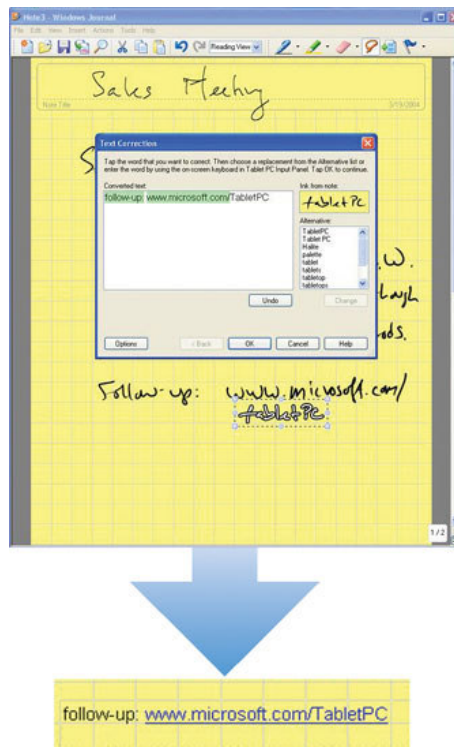 Note3 - Windows Journal
File Edit View Insert Actions Tools Help
Reading View
Sales Meeting
Note Title
5/19/2004
S
Text Correction
Tap the word that you want to correct. Then choose a replacement from the Alternative list or
enter the word by using the on-screen keyboard in Tablet PC Input Panel. Tap OK to continue.
Converted text:
Ink from note:
follow-up: www.microsoft.com/TabletPC
tabletPC
Alternative:
TabletPC
Tablet PC
Halite
palette
tablet
tablets
tabletop
tabletops
Undo
Change
Options
< Back
OK
Cancel
Help
.W.
ods.
Follow-up: www.microsoft.com/
tabletPC
1/2
follow-up: www.microsoft.com/TabletPC